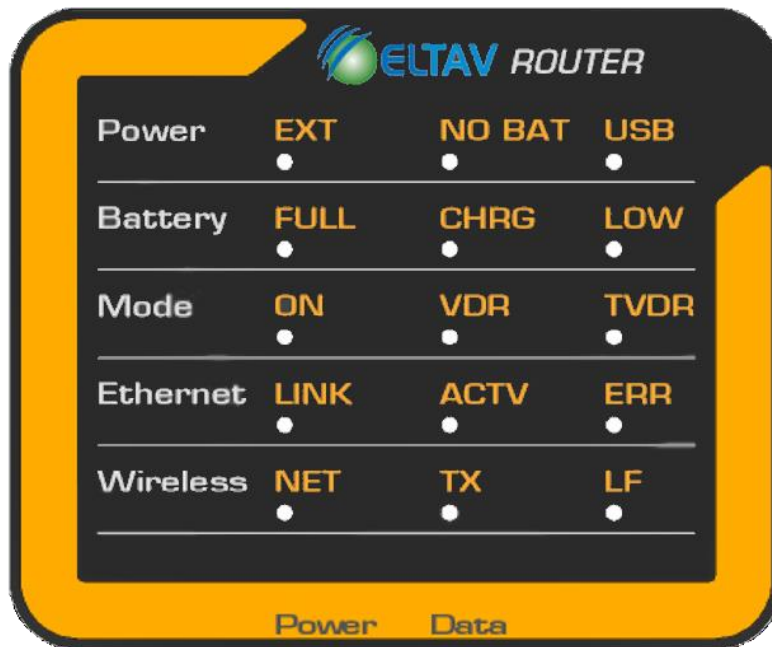 ELTAV ROUTER
Power EXT NO BAT USB
Battery FULL CHRG LOW
Mode ON VDR TVDR
Ethernet LINK ACTV ERR
Wireless NET TX LF
Power Data